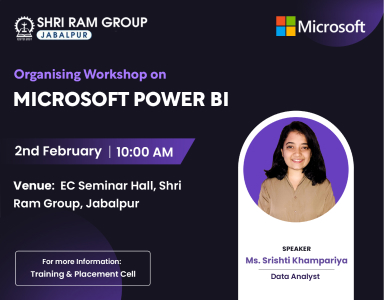 SHRI RAM GROUP
JABALPUR
Microsoft
Organising Workshop on
MICROSOFT POWER BI
2nd February | 10:00 AM
Venue: EC Seminar Hall, Shri
Ram Group, Jabalpur
SPEAKER
Ms. Srishti Khampariya
Data Analyst
For more Information:
Training & Placement Cell